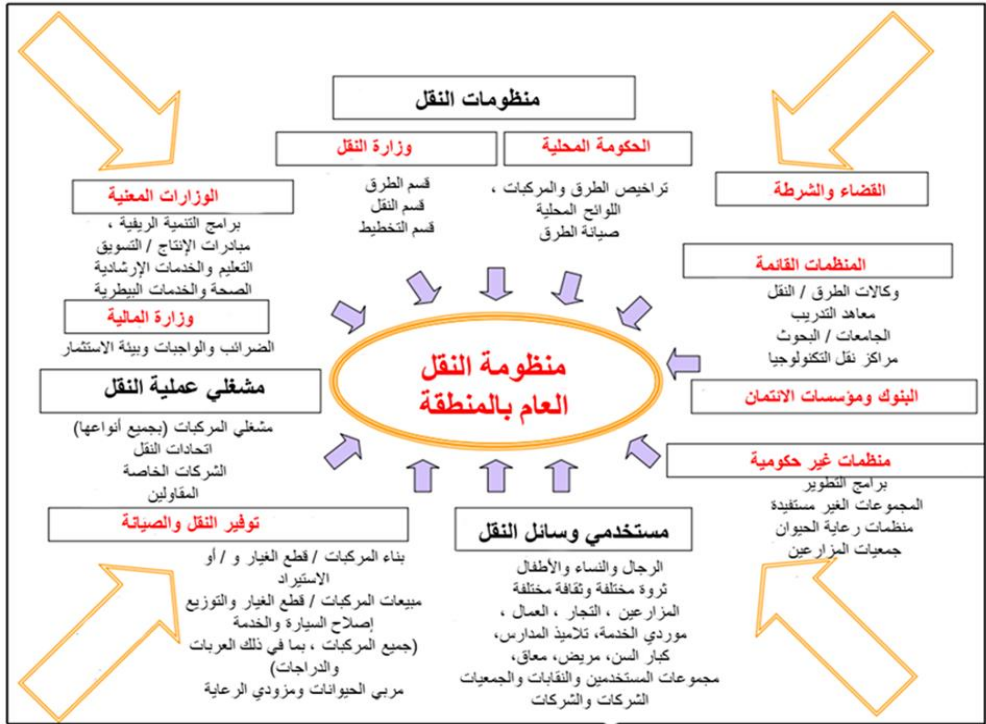 منظومات النقل
الحكومة المحلية
تراخيص الطرق والمركبات ،
اللوائح المحلية
صيانة الطرق
وزارة النقل
قسم الطرق
قسم النقل
قسم التخطيط
القضاء والشرطة
الوزارات المعنية
برامج التنمية الريفية ،
مبادرات الإنتاج / التسويق
التعليم والخدمات الإرشادية
الصحة والخدمات البيطرية
المنظمات القائمة
وكالات الطرق / النقل
معاهد التدريب
الجامعات / البحوث
مراكز نقل التكنولوجيا
وزارة المالية
الضرائب والواجبات وبيئة الاستثمار
منظومة النقل
العام بالمنطقة
البنوك ومؤسسات الائتمان
مشغلي عملية النقل
مشغلي المركبات (بجميع أنواعها)
اتحادات النقل
الشركات الخاصة
المقاولين
منظمات غير حكومية
برامج التطوير
المجموعات الغير مستفيدة
منظمات رعاية الحيوان
جمعيات المزارعين
مستخدمي وسائل النقل
الرجال والنساء والأطفال
ثروة مختلفة وثقافة مختلفة
المزارعين ، التجار ، العمال ،
موردي الخدمة، تلاميذ المدارس،
كبار السن، مريض، معاق،
مجموعات المستخدمين والنقابات والجمعيات
الشركات والشركات
توفير النقل والصيانة
بناء المركبات / قطع الغيار و / أو
الاستيراد
مبيعات المركبات / قطع الغيار والتوزيع
إصلاح السيارة والخدمة
(جميع المركبات ، بما في ذلك العربات
والدراجات)
مربي الحيوانات ومزودي الرعاية